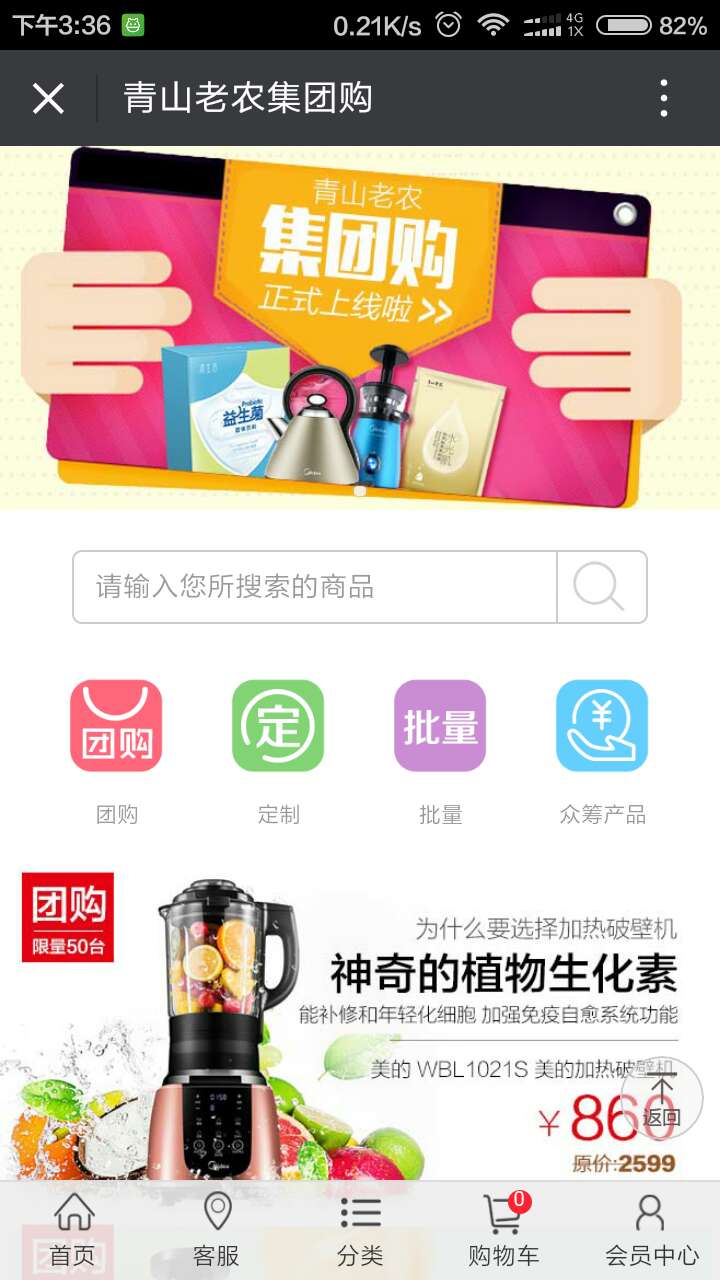 下午3:36
0.21K/s
4G
1X
82%
青山老农集团购
青山老农
集团购
正式上线啦 >>
Probiotic
益生菌
Midea
请输入您所搜索的商品
团购
定
批量
¥
团购
定制
批量
众筹产品
团购
限量50台
为什么要选择加热破壁机
神奇的植物生化素
能补修和年轻化细胞 加强免疫自愈系统功能
美的 WBL1021S 美的加热破壁机
¥860
返回
原价:2599
Midea
0
首页
客服
分类
购物车
会员中心
团购